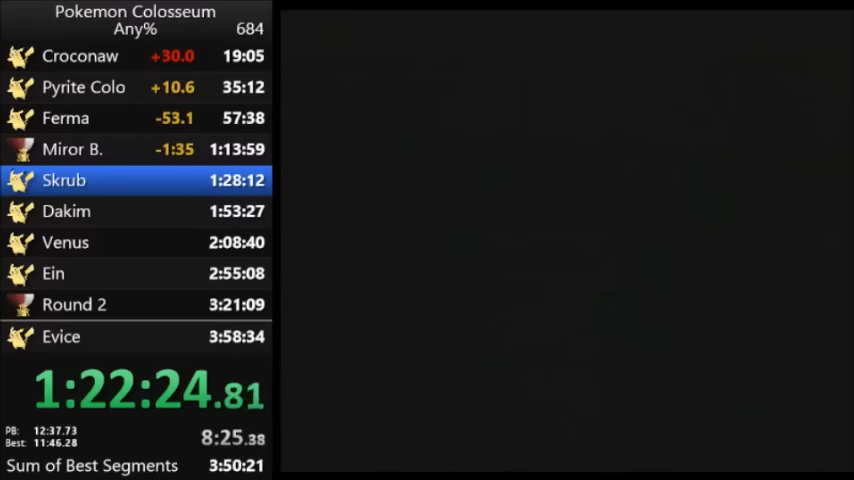 Pokemon Colosseum
Any% 684
Croconaw +30.0 19:05
Pyrite Colo +10.6 35:12
Ferma -53.1 57:38
Miror B. -1:35 1:13:59
Skrub 1:28:12
Dakim 1:53:27
Venus 2:08:40
Ein 2:55:08
Round 2 3:21:09
Evice 3:58:34
1:22:24.81
PB: 12:37.73
Best: 11:46.28
8:25.38
Sum of Best Segments 3:50:21